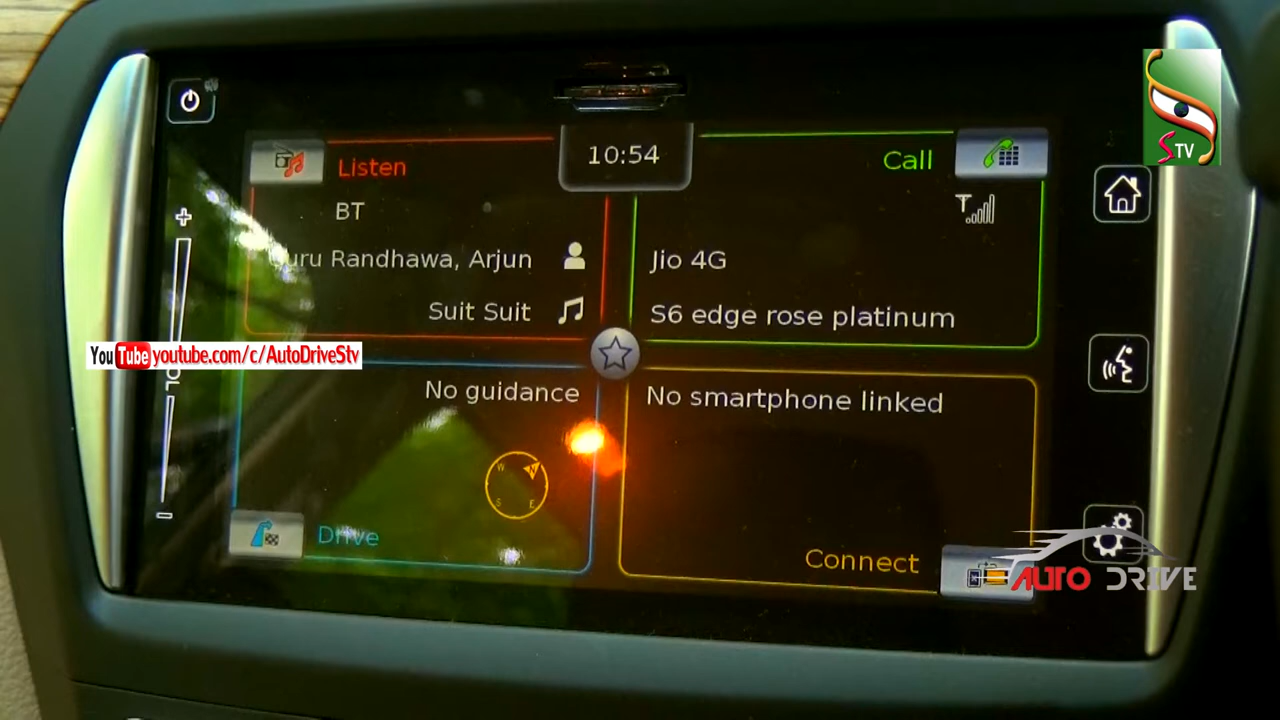 10:54
Listen
Call
BT
uru Randhawa, Arjun
Jio 4G
Suit Suit
S6 edge rose platinum
STV
YouTube youtube.com/c/AutoDriveStv
No guidance
No smartphone linked
W N
S E
Drive
Connect
AUTO DRIVE